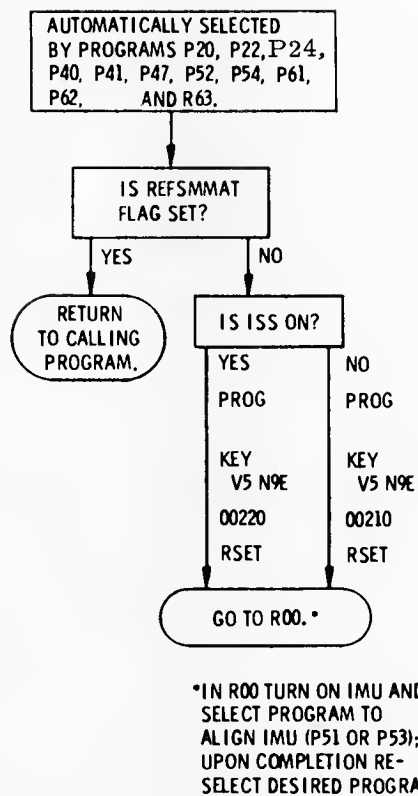 AUTOMATICALLY SELECTED
BY PROGRAMS P20, P22, P24,
P40, P41, P47, P52, P54, P61,
P62, AND R63.
IS REFSMMAT
FLAG SET?
YES
NO
RETURN
TO CALLING
PROGRAM.
IS ISS ON?
YES
NO
PROG
PROG
KEY
V5 N9E
KEY
V5 N9E
00220
00210
RSET
RSET
GO TO R00.*
*IN R00 TURN ON IMU AND
SELECT PROGRAM TO
ALIGN IMU (P51 OR P53);
UPON COMPLETION RE-
SELECT DESIRED PROGRA